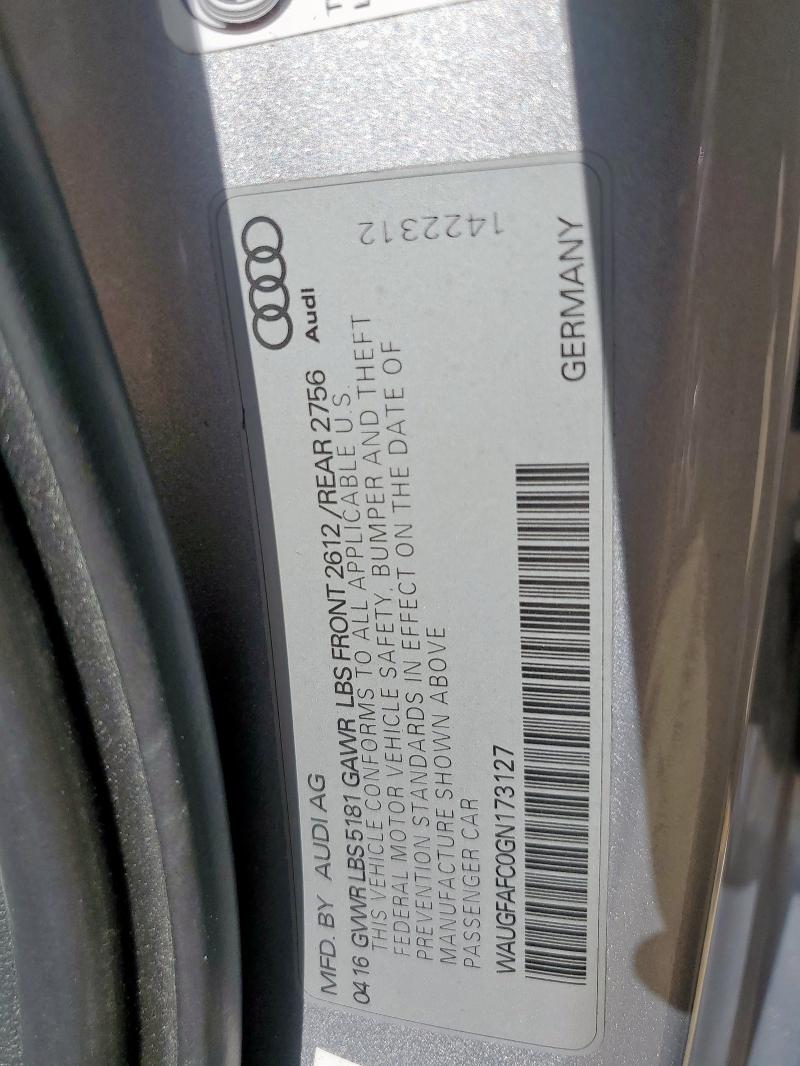 MFD. BY AUDI AG
Audi
0416 GVWR LBS 5181 GAWR LBS FRONT 2612 /REAR 2756
THIS VEHICLE CONFORMS TO ALL APPLICABLE U.S.
FEDERAL MOTOR VEHICLE SAFETY, BUMPER AND THEFT
PREVENTION STANDARDS IN EFFECT ON THE DATE OF
MANUFACTURE SHOWN ABOVE
PASSENGER CAR
1422312
WAUGFAFC0GN173127
GERMANY